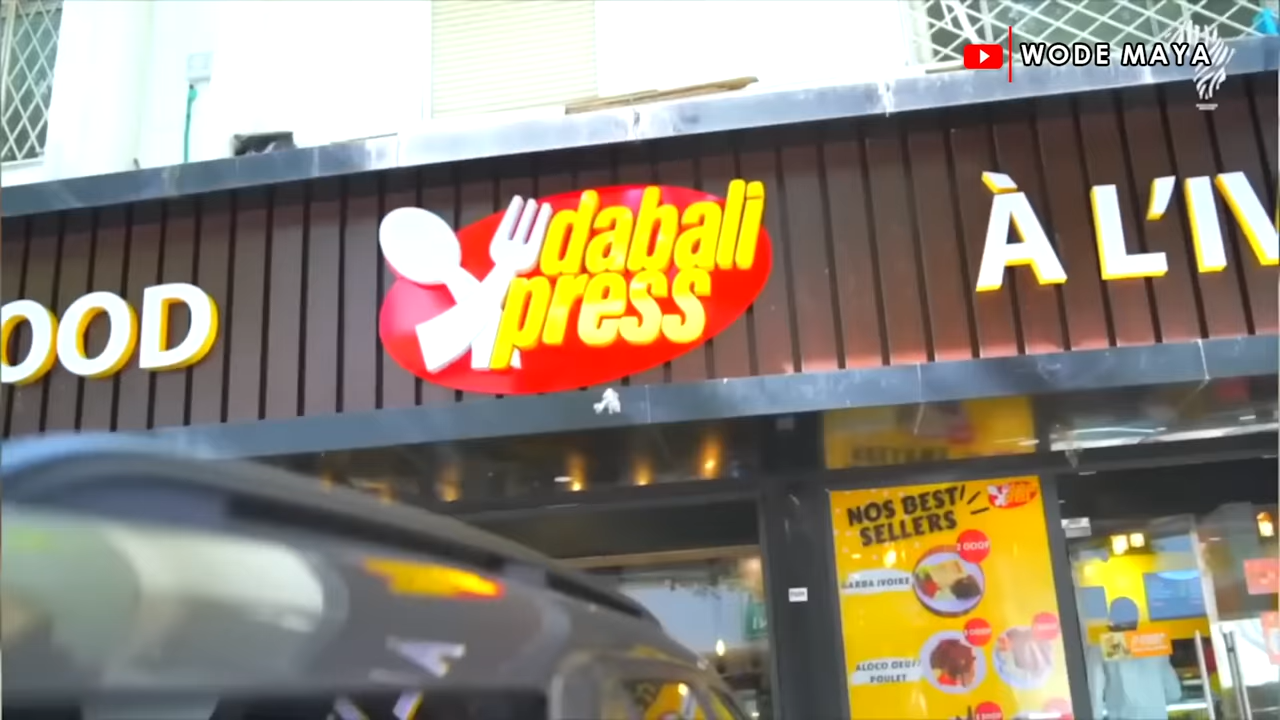 WODE MAYA
OOD
dabali
Xpress
À L'IV
NOS BEST
SELLERS
GARBA IVOIRE
ALOCO OEUF
POULET